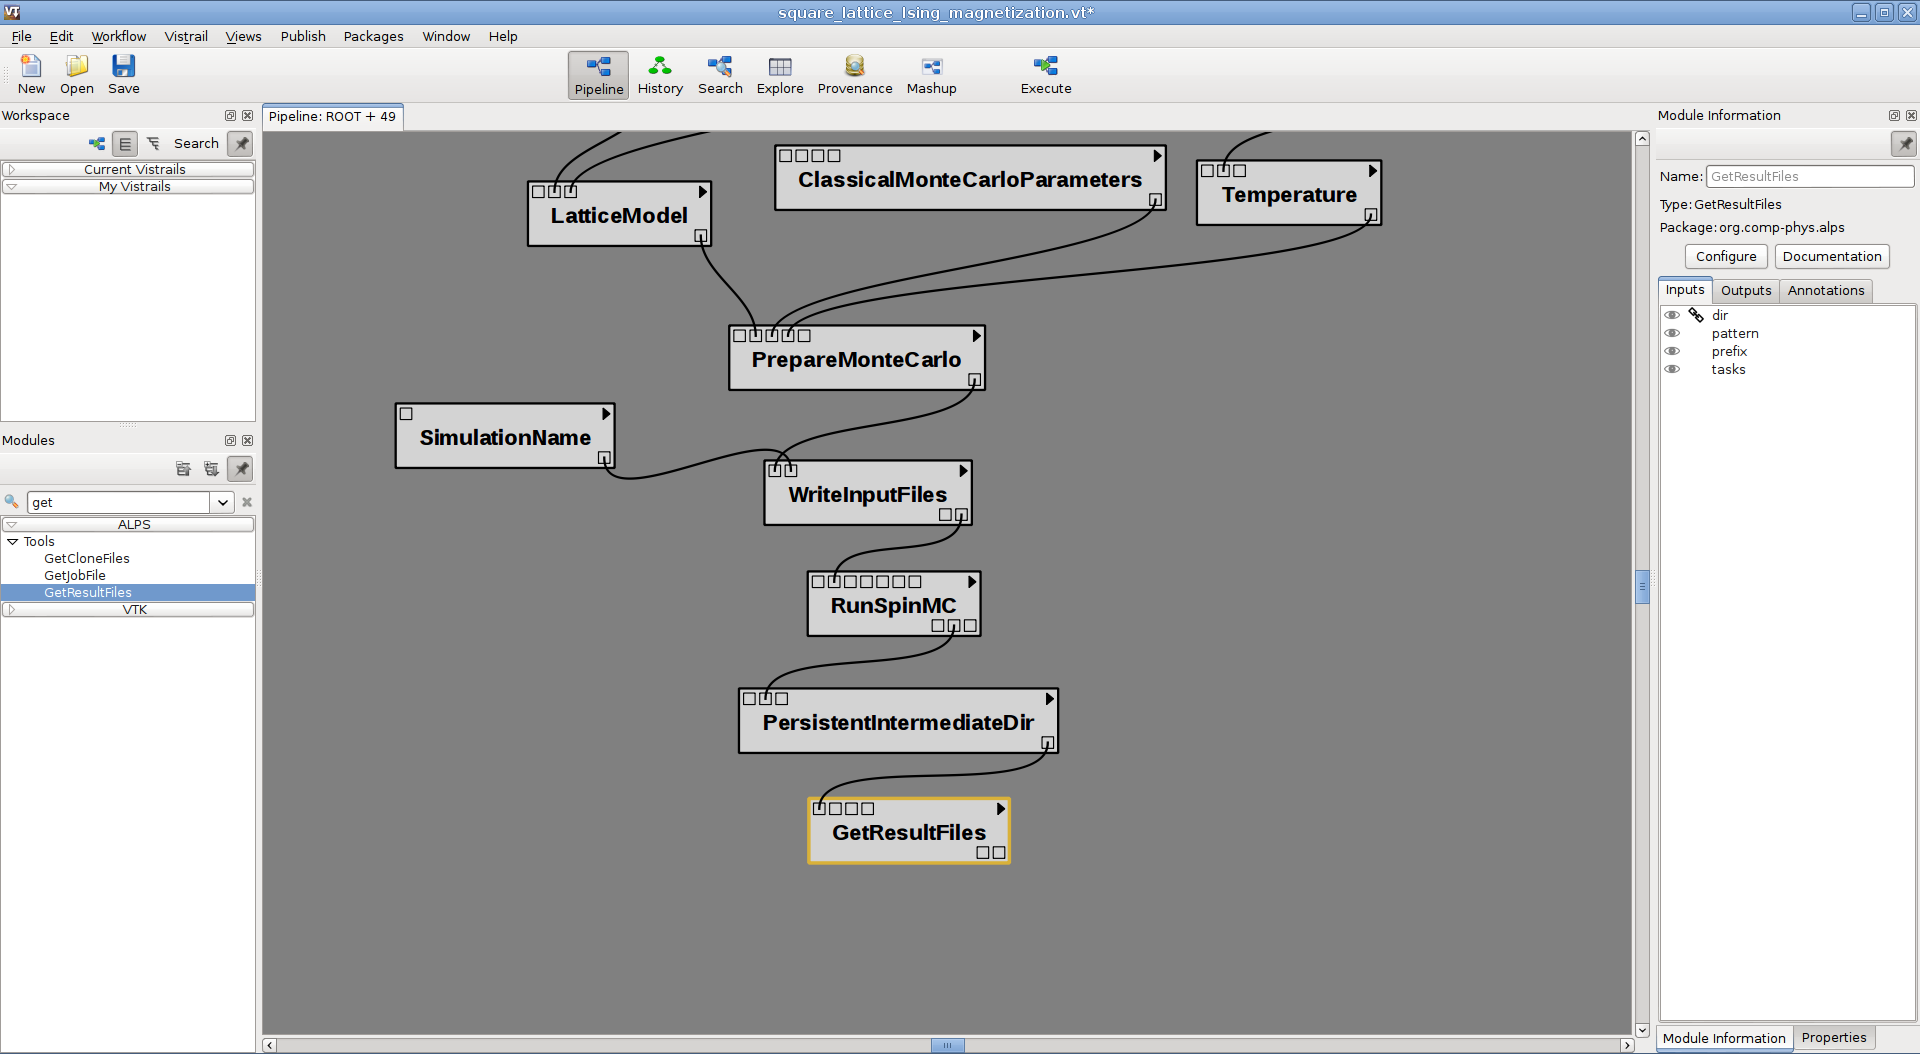 VT
square_lattice_Ising_magnetization.vt*
File Edit Workflow Vistrail Views Publish Packages Window Help
New Open Save Pipeline History Search Explore Provenance Mashup Execute
Workspace
Search
Current Vistrails
My Vistrails
Modules
get
ALPS
Tools
GetCloneFiles
GetJobFile
GetResultFiles
VTK
Pipeline: ROOT + 49
LatticeModel
ClassicalMonteCarloParameters
Temperature
PrepareMonteCarlo
SimulationName
WriteInputFiles
RunSpinMC
PersistentIntermediateDir
GetResultFiles
Module Information
Name: GetResultFiles
Type: GetResultFiles
Package: org.comp-phys.alps
Configure Documentation
Inputs Outputs Annotations
dir
pattern
prefix
tasks
Module Information Properties